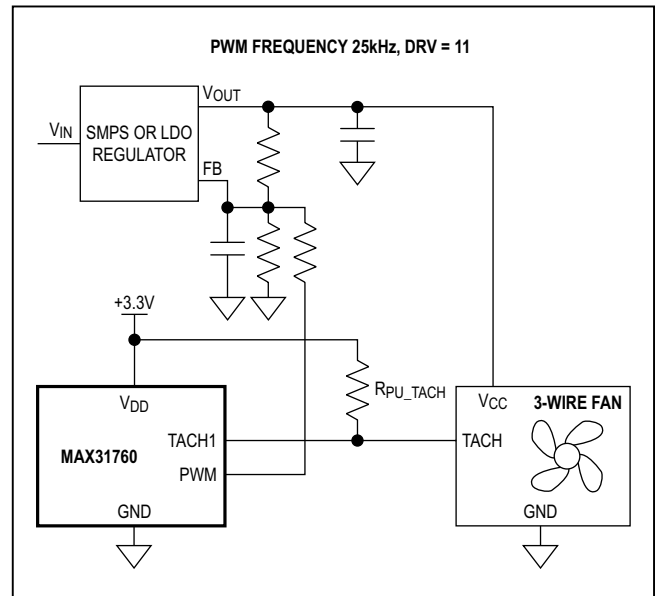 PWM FREQUENCY 25kHz, DRV = 11
VOUT
VIN
SMPS OR LDO
REGULATOR
FB
+3.3V
RPU_TACH
VDD
VCC
3-WIRE FAN
TACH1
TACH
MAX31760
PWM
GND
GND